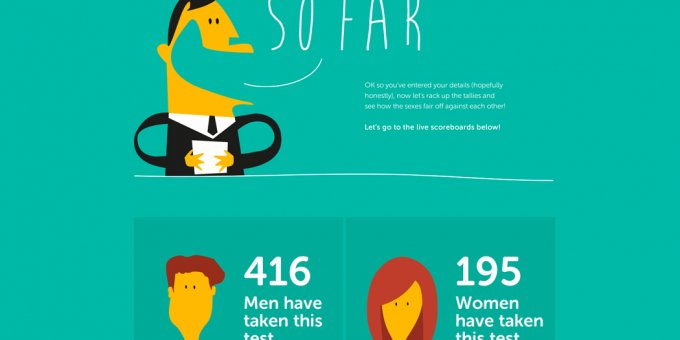 SO FAR
OK so you've entered your details (hopefully
honestly), now let's rack up the tallies and
see how the sexes fair off against each other!
Let's go to the live scoreboards below!
416
Men have
taken this
test
195
Women
have taken
this test